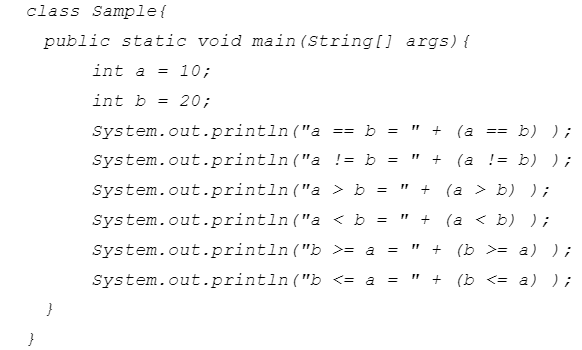 class Sample{
public static void main(String[] args){
int a = 10;
int b = 20;
System.out.println("a == b = " + (a == b) );
System.out.println("a != b = " + (a != b) );
System.out.println("a > b = " + (a > b) );
System.out.println("a < b = " + (a < b) );
System.out.println("b >= a = " + (b >= a) );
System.out.println("b <= a = " + (b <= a) );
}
}